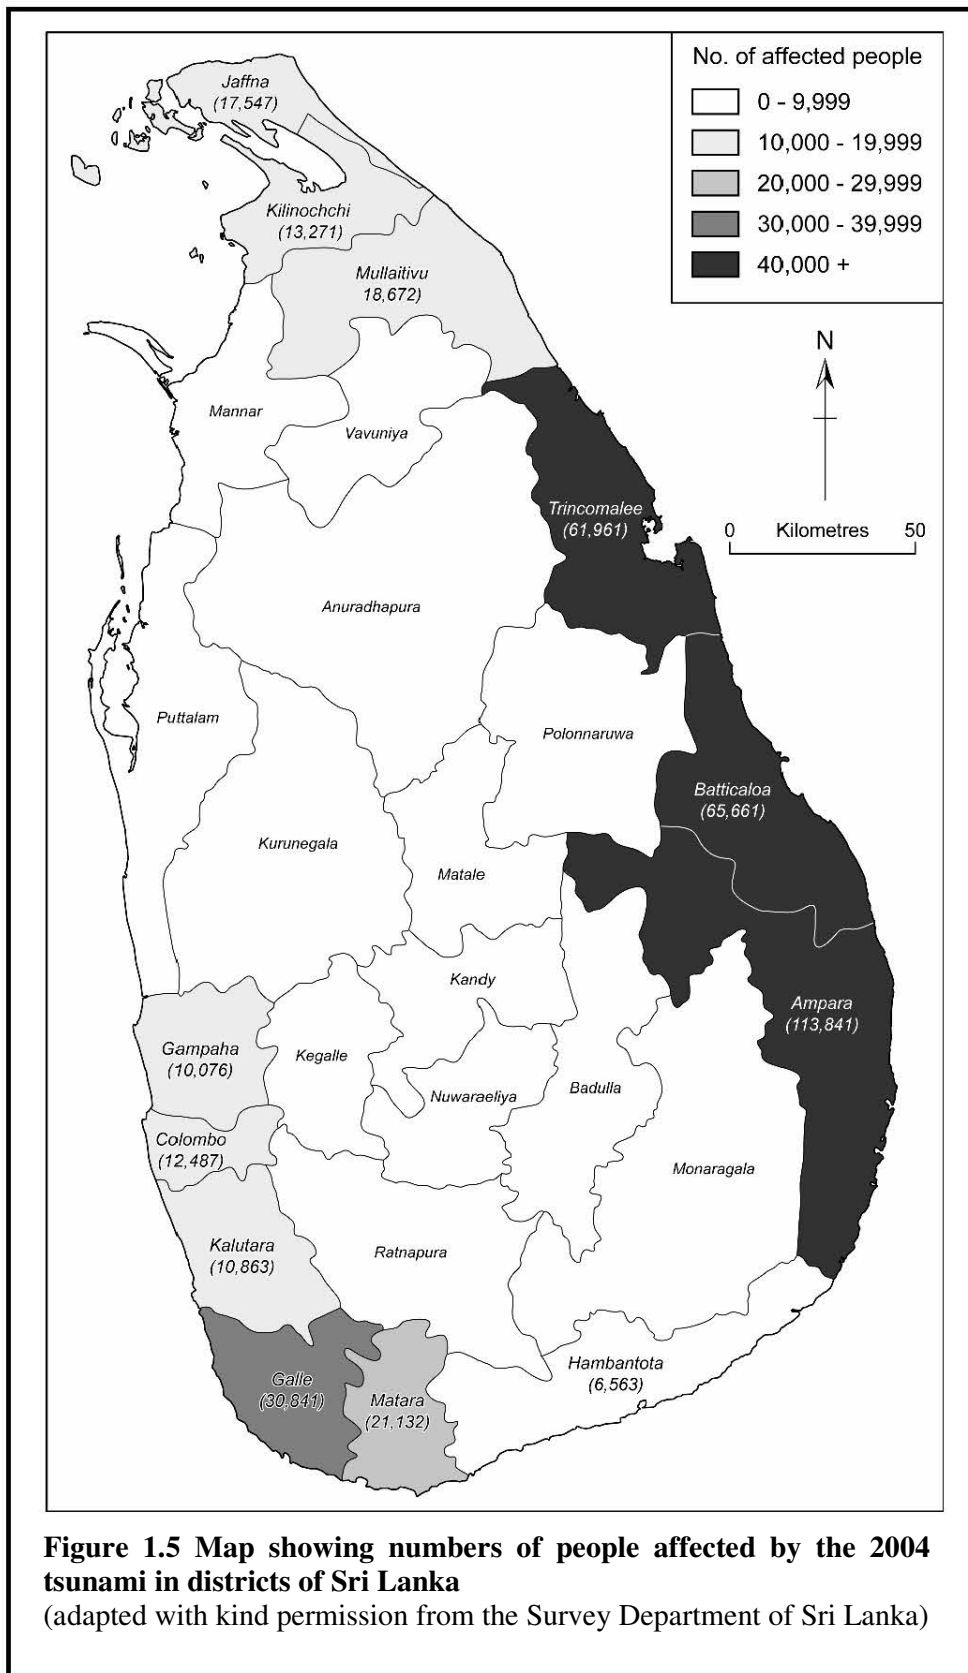 No. of affected people
0 - 9,999
10,000 - 19,999
20,000 - 29,999
30,000 - 39,999
40,000 +
N
0 Kilometres 50
Jaffna
(17,547)
Kilinochchi
(13,271)
Mullaitivu
18,672)
Mannar
Vavuniya
Trincomalee
(61,961)
Anuradhapura
Puttalam
Polonnaruwa
Batticaloa
(65,661)
Kurunegala
Matale
Kandy
Ampara
(113,841)
Gampaha
(10,076)
Kegalle
Nuwaraeliya
Badulla
Colombo
(12,487)
Monaragala
Kalutara
(10,863)
Ratnapura
Hambantota
(6,563)
Galle
(30,841)
Matara
(21,132)
Figure 1.5 Map showing numbers of people affected by the 2004
tsunami in districts of Sri Lanka
(adapted with kind permission from the Survey Department of Sri Lanka)